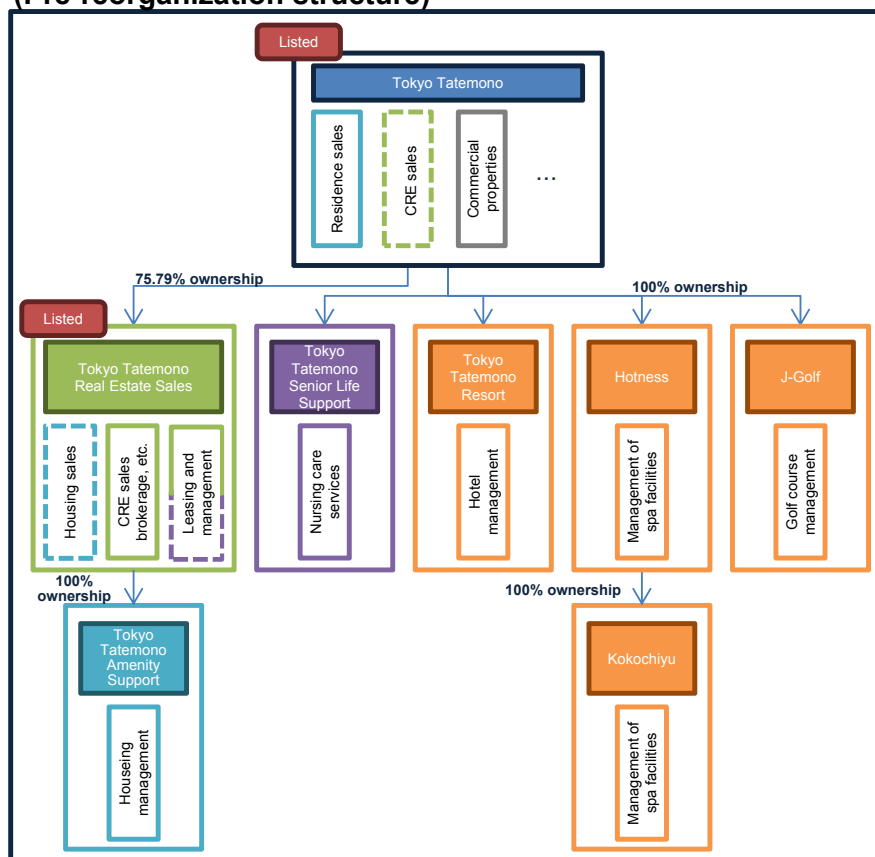 (Pre-reorganization structure)
Listed
Tokyo Tatemono
Residence sales
CRE sales
Commercial
properties
...
75.79% ownership
100% ownership
Listed
Tokyo Tatemono
Real Estate Sales
Housing sales
CRE sales
brokerage, etc.
Leasing and
management
Tokyo
Tatemono
Senior Life
Support
Nursing care
services
Tokyo
Tatemono
Resort
Hotel
management
Hotness
Management of
spa facilities
J-Golf
Golf course
management
100%
ownership
100% ownership
Tokyo
Tatemono
Amenity
Support
Houseing
management
Kokochiyu
Management of
spa facilities